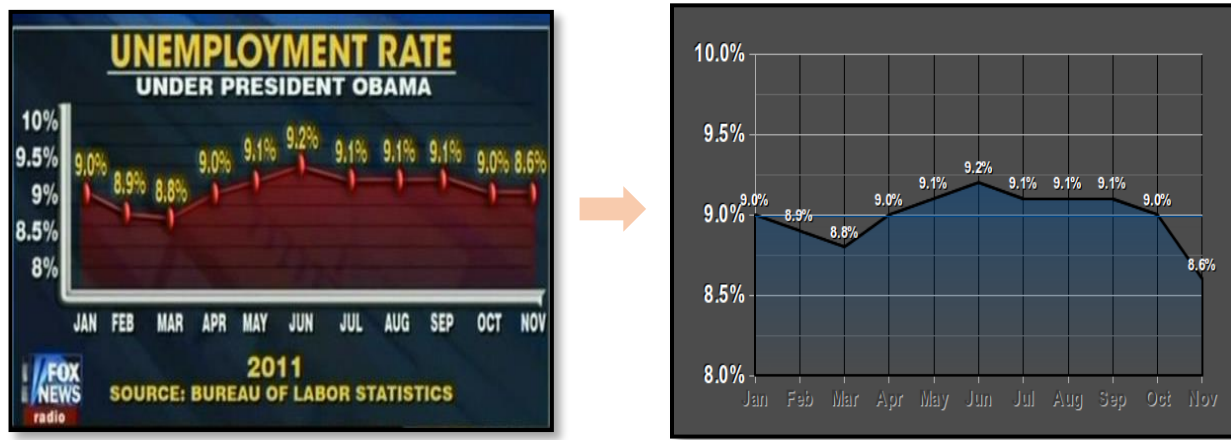 UNEMPLOYMENT RATE
UNDER PRESIDENT OBAMA
10%
9.5%
9%
8.5%
8%
9.0% 8.9% 8.8% 9.0% 9.1% 9.2% 9.1% 9.1% 9.1% 9.0% 8.6%
JAN FEB MAR APR MAY JUN JUL AUG SEP OCT NOV
2011
SOURCE: BUREAU OF LABOR STATISTICS
FOX
NEWS
radio
10.0%
9.5%
9.0%
8.5%
8.0%
9.0% 8.9% 8.8% 9.0% 9.1% 9.2% 9.1% 9.1% 9.1% 9.0% 8.6%
Jan Feb Mar Apr May Jun Jul Aug Sep Oct Nov